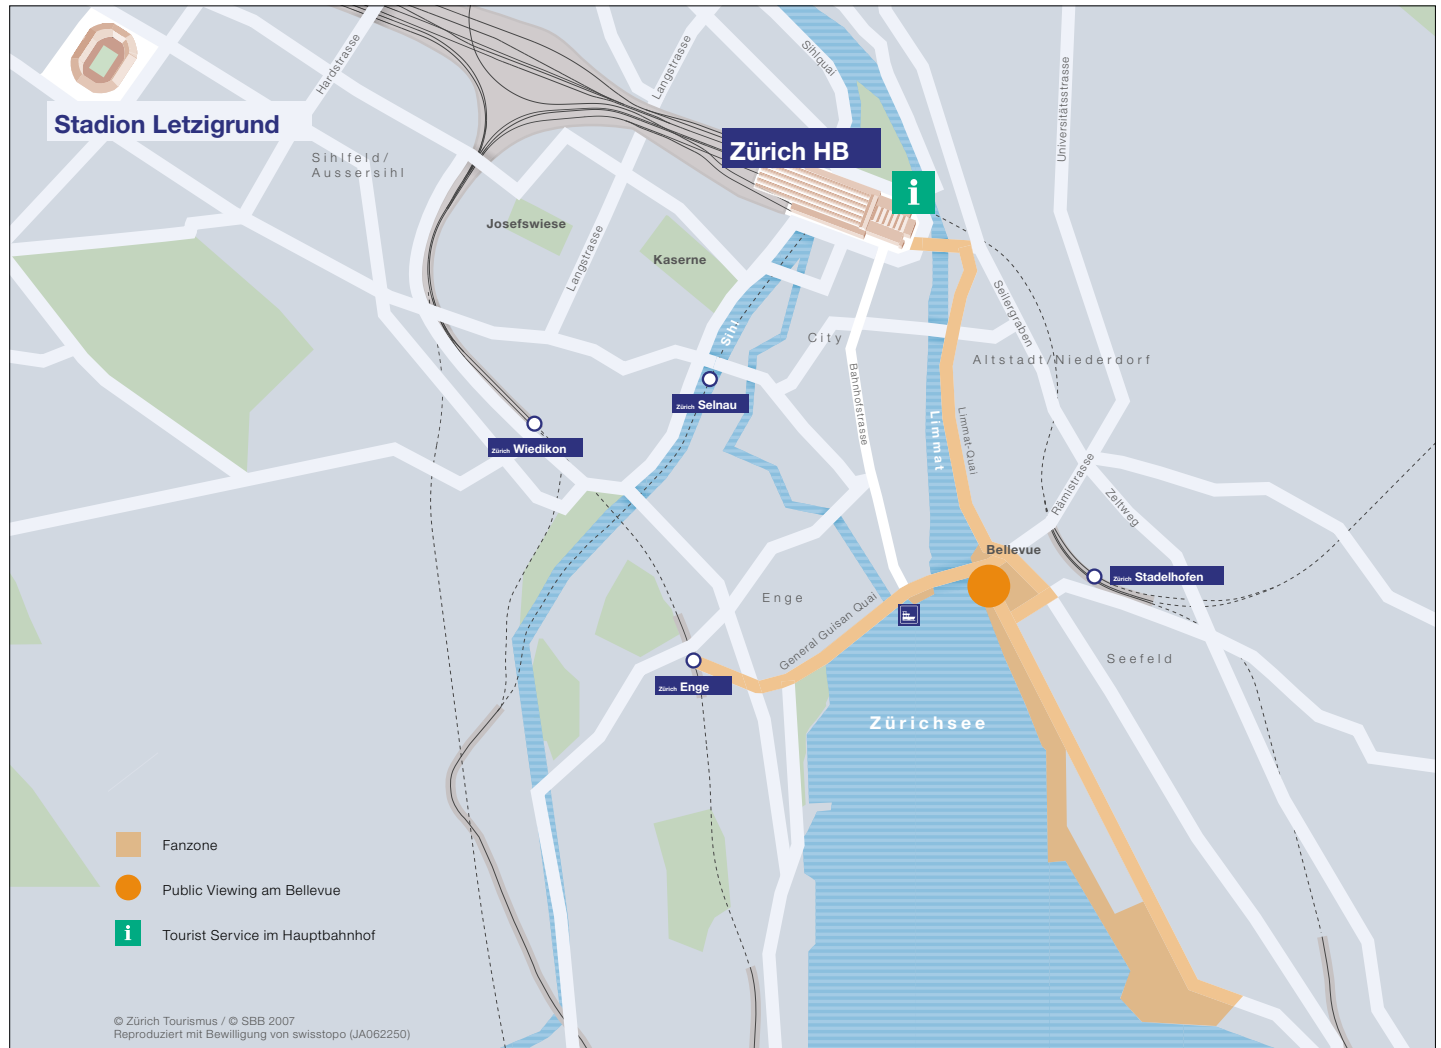 Stadion Letzigrund
Hardstrasse
Langstrasse
Sihlquai
Universitätsstrasse
Zürich HB
i
Sihlfeld/
Aussersihl
Josefswiese
Langstrasse
Kaserne
Seilergraben
Sihl
City
Altstadt/Niederdorf
Bahnhofstrasse
Limmat
Limmat-Quai
Zürich Selnau
Zürich Wiedikon
Rämistrasse
Zeltweg
Bellevue
Zürich Stadelhofen
Enge
General Guisan Quai
Seefeld
Zürich Enge
Zürichsee
Fanzone
Public Viewing am Bellevue
i Tourist Service im Hauptbahnhof
© Zürich Tourismus / © SBB 2007
Reproduziert mit Bewilligung von swisstopo (JA062250)